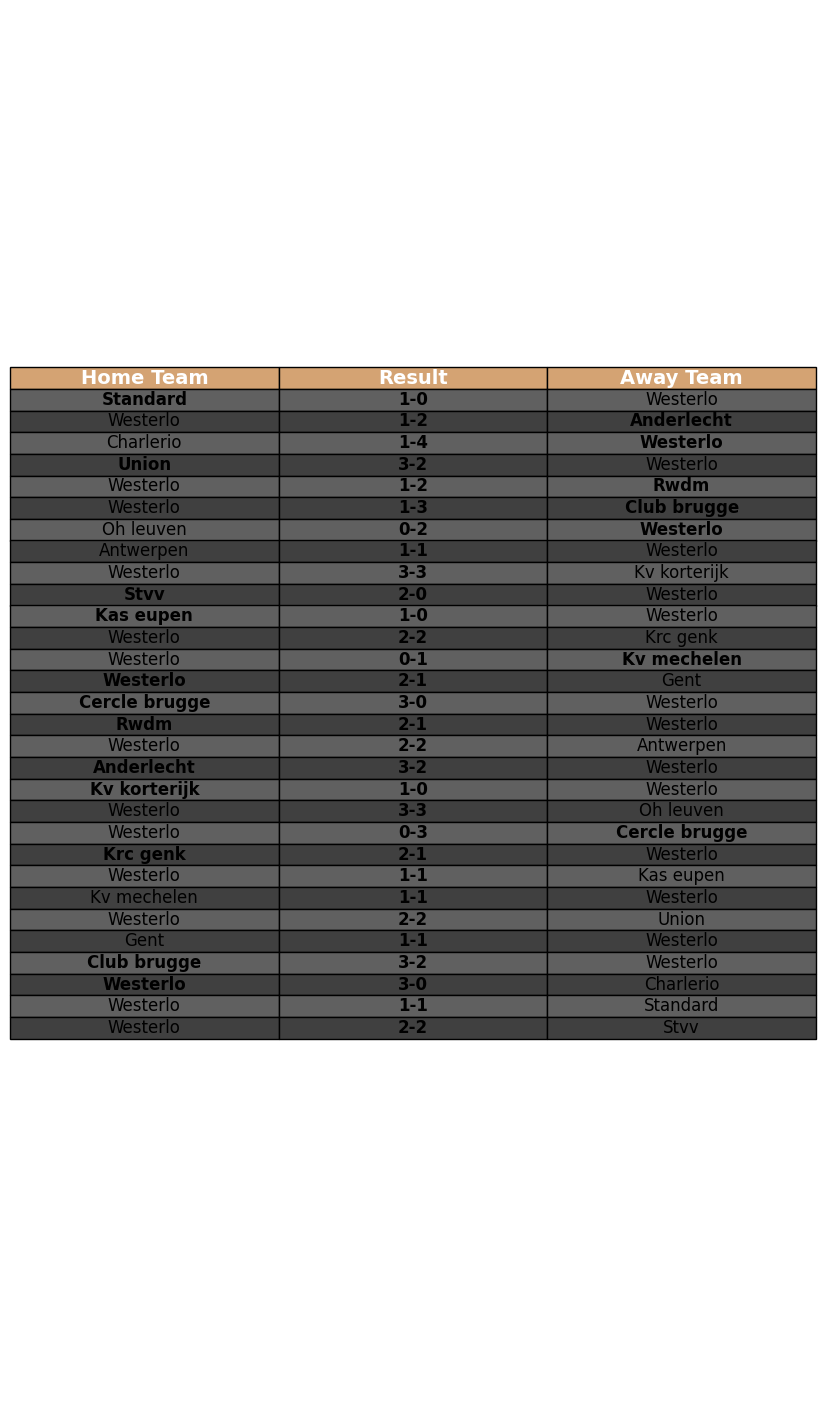 Home Team Result Away Team
Standard 1-0 Westerlo
Westerlo 1-2 Anderlecht
Charlerio 1-4 Westerlo
Union 3-2 Westerlo
Westerlo 1-2 Rwdm
Westerlo 1-3 Club brugge
Oh leuven 0-2 Westerlo
Antwerpen 1-1 Westerlo
Westerlo 3-3 Kv korterijk
Stvv 2-0 Westerlo
Kas eupen 1-0 Westerlo
Westerlo 2-2 Krc genk
Westerlo 0-1 Kv mechelen
Westerlo 2-1 Gent
Cercle brugge 3-0 Westerlo
Rwdm 2-1 Westerlo
Westerlo 2-2 Antwerpen
Anderlecht 3-2 Westerlo
Kv korterijk 1-0 Westerlo
Westerlo 3-3 Oh leuven
Westerlo 0-3 Cercle brugge
Krc genk 2-1 Westerlo
Westerlo 1-1 Kas eupen
Kv mechelen 1-1 Westerlo
Westerlo 2-2 Union
Gent 1-1 Westerlo
Club brugge 3-2 Westerlo
Westerlo 3-0 Charlerio
Westerlo 1-1 Standard
Westerlo 2-2 Stvv